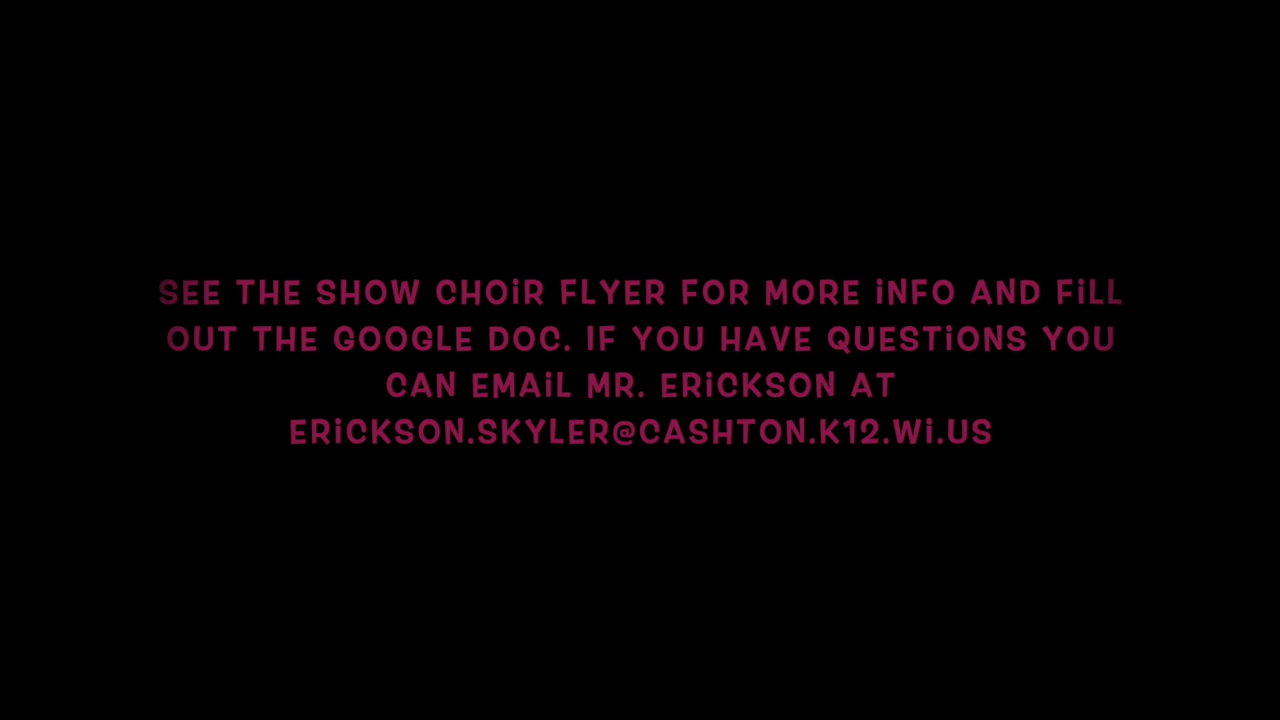 SEE THE SHOW CHOiR FLYER FOR MORE iNFO AND FiLL
OUT THE GOOGLE DOC. IF YOU HAVE QUESTiONS YOU
CAN EMAiL MR. ERiCKSON AT
ERiCKSON.SKYLER@CASHTON.K12.Wi.US